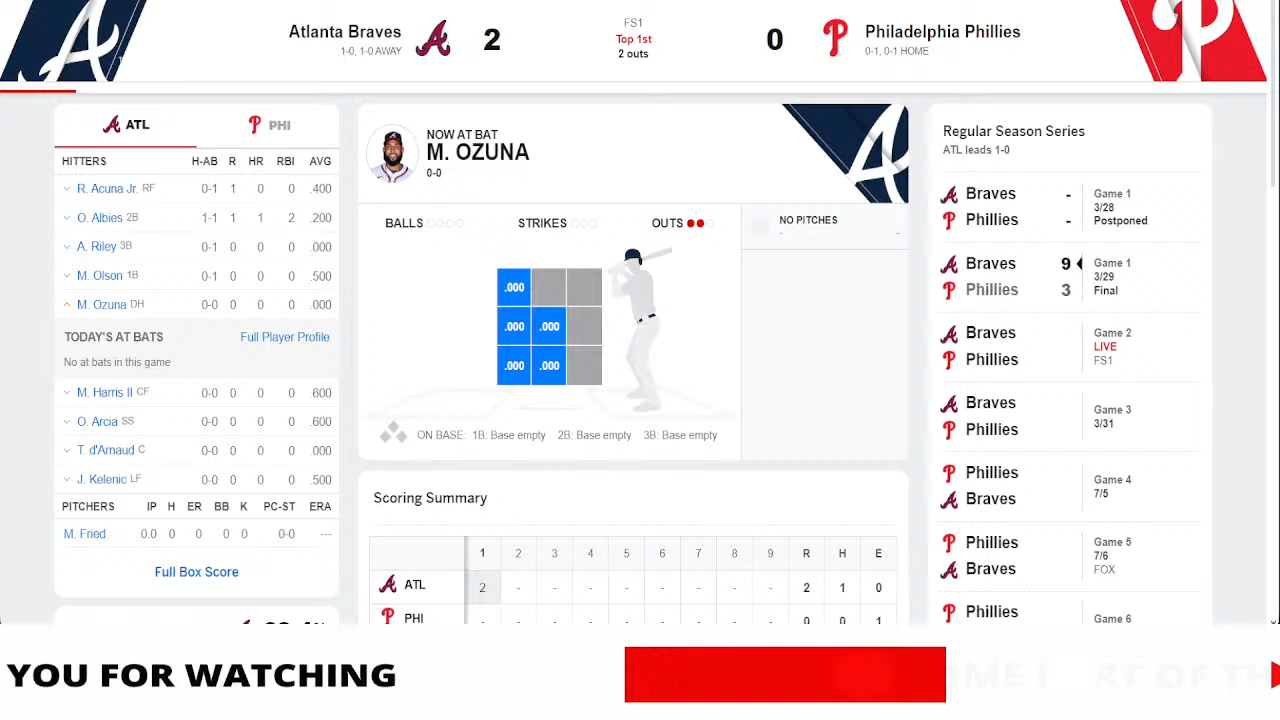 Atlanta Braves
1-0, 1-0 AWAY
2
FS1
Top 1st
2 outs
0
Philadelphia Phillies
0-1, 0-1 HOME
ATL
PHI
HITTERS H-AB R HR RBI AVG
R. Acuna Jr. RF 0-1 1 0 0 .400
O. Albies 2B 1-1 1 1 2 .200
A. Riley 3B 0-1 0 0 0 .000
M. Olson 1B 0-1 0 0 0 .500
M. Ozuna DH 0-0 0 0 0 .000
TODAY'S AT BATS Full Player Profile
No at bats in this game
M. Harris II CF 0-0 0 0 0 .600
O. Arcia SS 0-0 0 0 0 .600
T. d'Arnaud C 0-0 0 0 0 .000
J. Kelenic LF 0-0 0 0 0 .500
PITCHERS IP H ER BB K PC-ST ERA
M. Fried 0.0 0 0 0 0 0-0 ---
Full Box Score
NOW AT BAT
M. OZUNA
0-0
BALLS STRIKES OUTS
NO PITCHES
- -
.000
.000 .000
.000 .000
ON BASE: 1B: Base empty 2B: Base empty 3B: Base empty
Scoring Summary
1 2 3 4 5 6 7 8 9 R H E
ATL 2 - - - - - - - - 2 1 0
PHI - - - - - - - - - 0 0 1
Regular Season Series
ATL leads 1-0
Braves - Game 1
3/28
Phillies - Postponed
Braves 9 Game 1
3/29
Phillies 3 Final
Braves Game 2
LIVE
Phillies FS1
Braves Game 3
Phillies 3/31
Phillies Game 4
Braves 7/5
Phillies Game 5
7/6
Braves FOX
Phillies Game 6
YOU FOR WATCHING